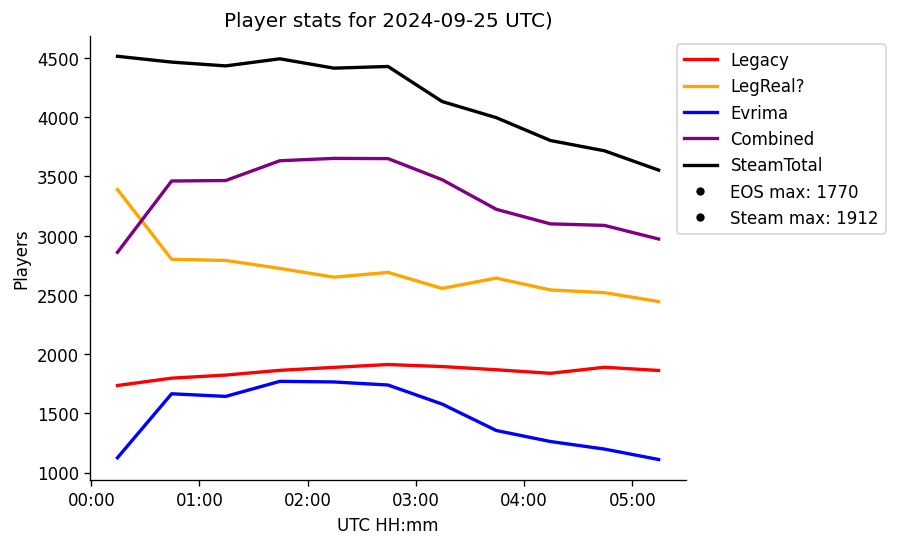 Player stats for 2024-09-25 UTC)
Legacy
LegReal?
Evrima
Combined
SteamTotal
EOS max: 1770
Steam max: 1912
Players
4500
4000
3500
3000
2500
2000
1500
1000
00:00 01:00 02:00 03:00 04:00 05:00
UTC HH:mm